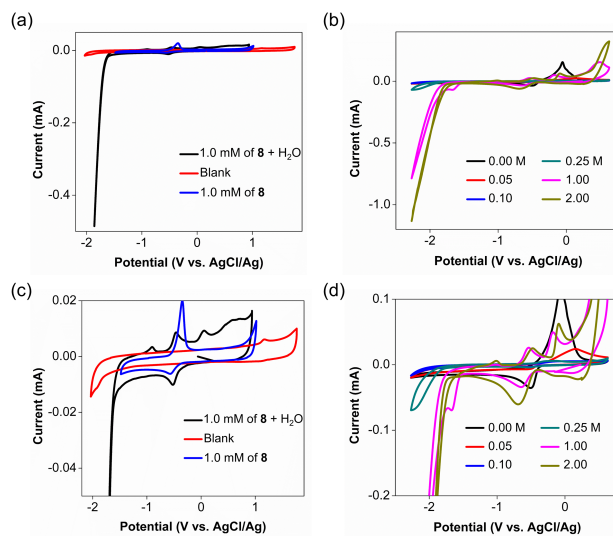 (a)
0.0
-0.2
-0.4
Current (mA)
1.0 mM of 8 + H₂O
Blank
1.0 mM of 8
-2 -1 0 1
Potential (V vs. AgCl/Ag)
(b)
0.0
-0.5
-1.0
Current (mA)
0.00 M 0.25 M
0.05 1.00
0.10 2.00
-2 -1 0
Potential (V vs. AgCl/Ag)
(c)
0.02
0.00
-0.02
-0.04
Current (mA)
1.0 mM of 8 + H₂O
Blank
1.0 mM of 8
-2 -1 0 1
Potential (V vs. AgCl/Ag)
(d)
0.1
0.0
-0.1
-0.2
Current (mA)
0.00 M 0.25 M
0.05 1.00
0.10 2.00
-2 -1 0
Potential (V vs. AgCl/Ag)